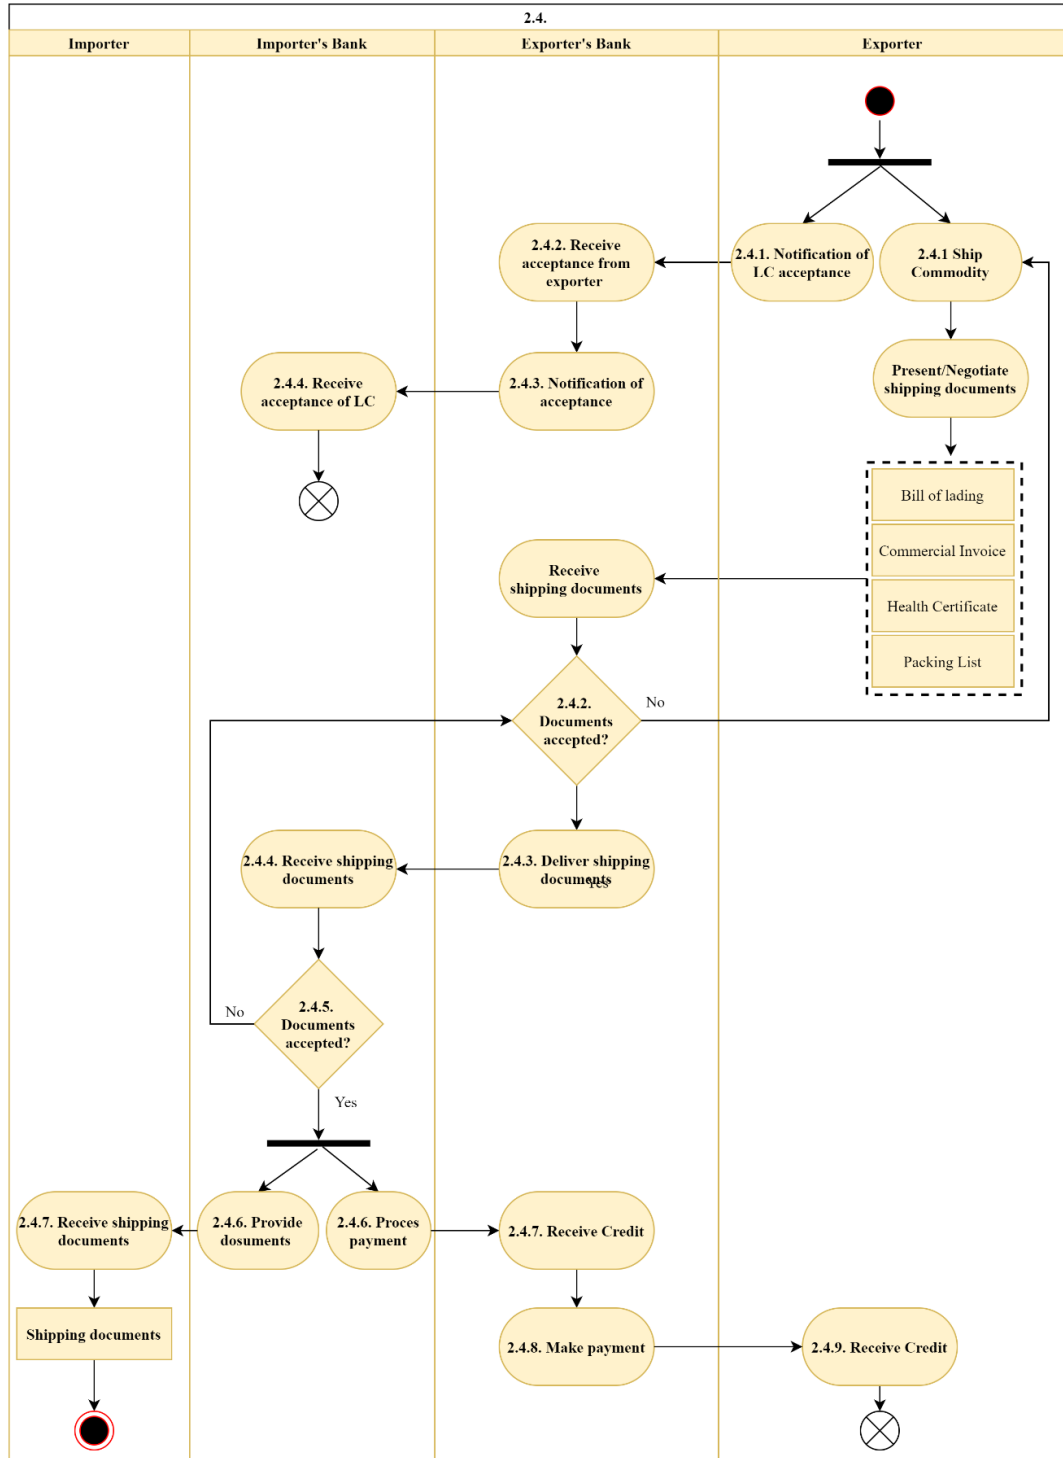 2.4.
Importer
Importer's Bank
Exporter's Bank
Exporter
2.4.2. Receive
acceptance from
exporter
2.4.1. Notification of
LC acceptance
2.4.1 Ship
Commodity
2.4.4. Receive
acceptance of LC
2.4.3. Notification of
acceptance
Present/Negotiate
shipping documents
Bill of lading
Commercial Invoice
Health Certificate
Packing List
Receive
shipping documents
2.4.2.
Documents
accepted?
No
2.4.4. Receive shipping
documents
2.4.3. Deliver shipping
documents
Yes
2.4.5.
Documents
accepted?
No
Yes
2.4.7. Receive shipping
documents
2.4.6. Provide
dosuments
2.4.6. Proces
payment
2.4.7. Receive Credit
Shipping documents
2.4.8. Make payment
2.4.9. Receive Credit